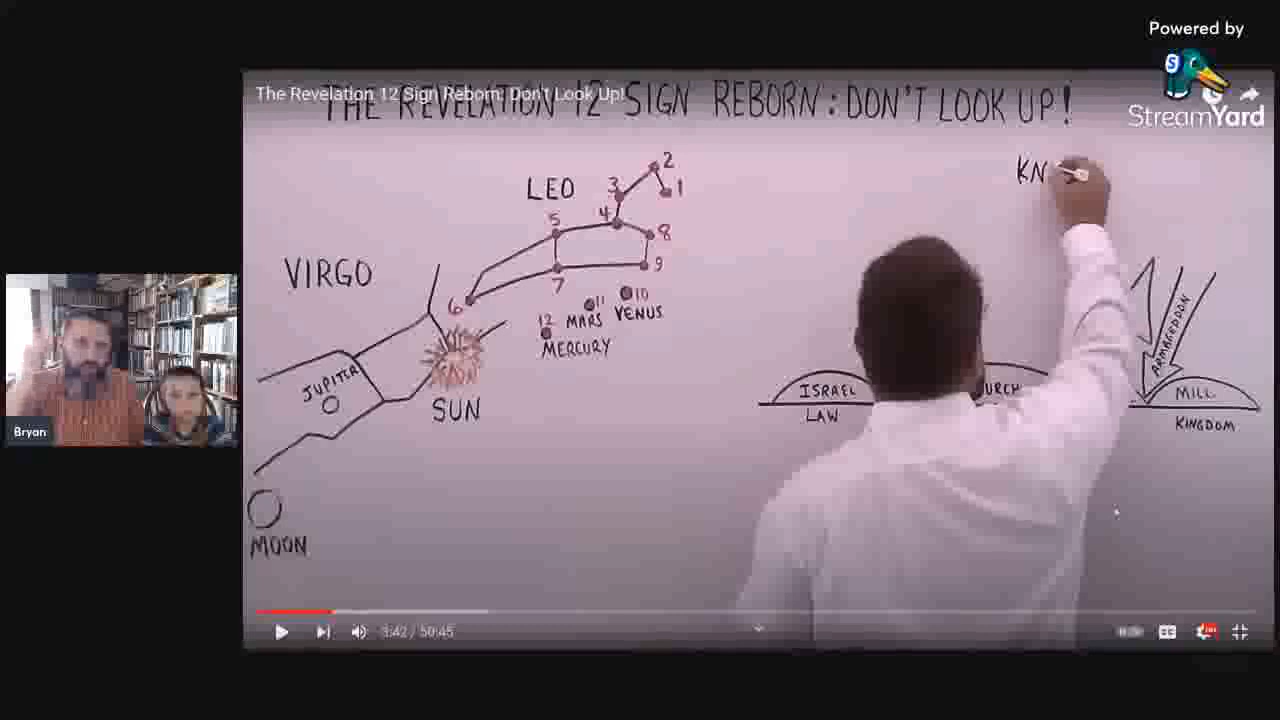 Powered by
StreamYard
The Revelation 12 Sign Reborn: Don't Look Up!
THE REVELATION 12 SIGN REBORN: DON'T LOOK UP!
KN
LEO
2
3
1
4
5
8
9
7
6
VIRGO
11
10
MARS
VENUS
12
MERCURY
JUPITER
SUN
ISRAEL
LAW
ARMAGEDDON
MILL
KINGDOM
Bryan
MOON
3:42 / 50:45
CC